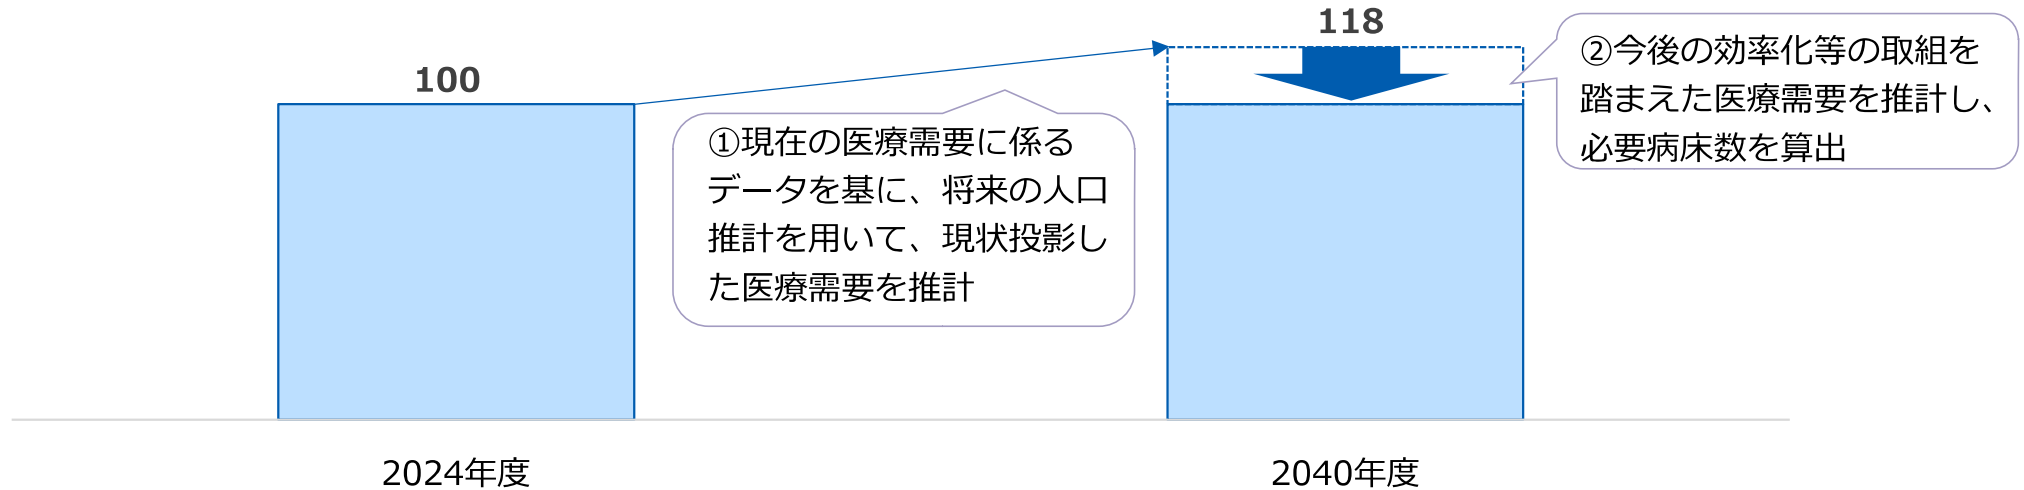 100
118
①現在の医療需要に係る
データを基に、将来の人口
推計を用いて、現状投影し
た医療需要を推計
②今後の効率化等の取組を
踏まえた医療需要を推計し、
必要病床数を算出
2024年度
2040年度